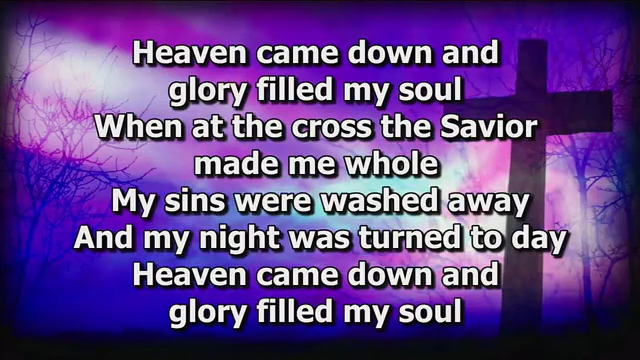 Heaven came down and
glory filled my soul
When at the cross the Savior
made me whole
My sins were washed away
And my night was turned to day
Heaven came down and
glory filled my soul